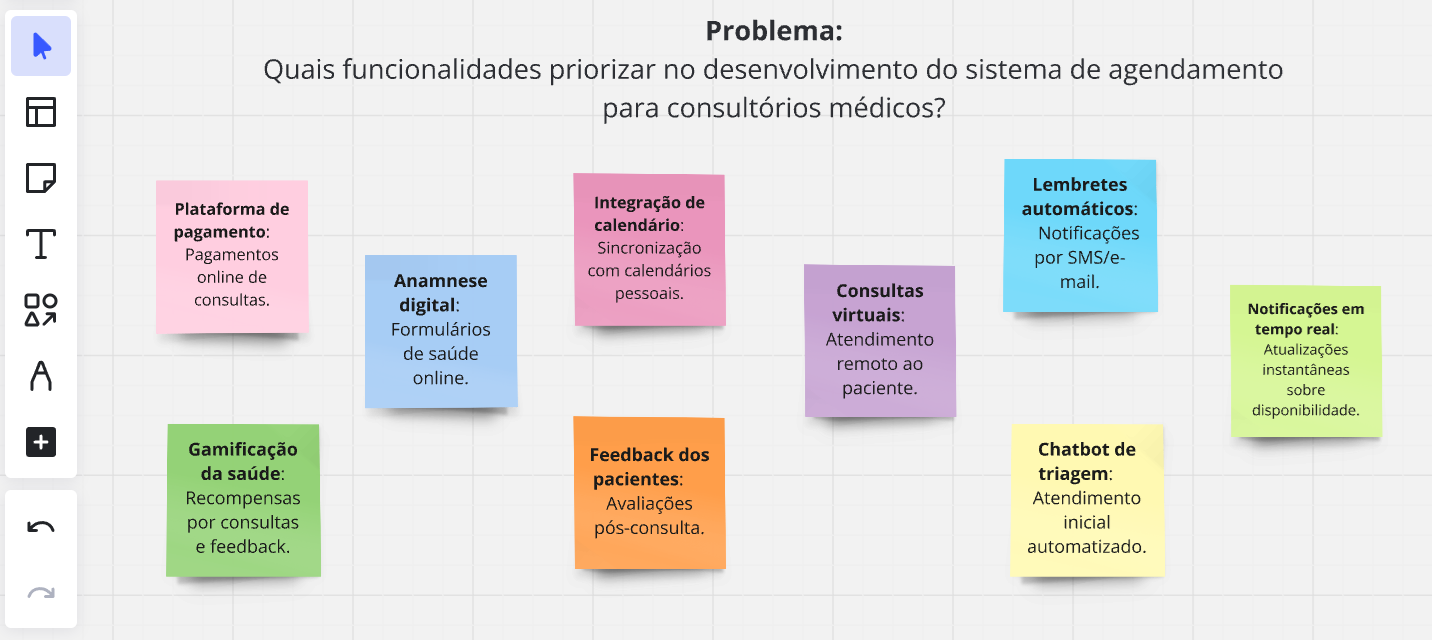 Problema:
Quais funcionalidades priorizar no desenvolvimento do sistema de agendamento
para consultórios médicos?
Plataforma de
pagamento:
Pagamentos
online de
consultas.
Anamnese
digital:
Formulários
de saúde
online.
Integração de
calendário:
Sincronização
com calendários
pessoais.
Consultas
virtuais:
Atendimento
remoto ao
paciente.
Lembretes
automáticos:
Notificações
por SMS/e-
mail.
Notificações em
tempo real:
Atualizações
instantâneas
sobre
disponibilidade.
Gamificação
da saúde:
Recompensas
por consultas
e feedback.
Feedback dos
pacientes:
Avaliações
pós-consulta.
Chatbot de
triagem:
Atendimento
inicial
automatizado.